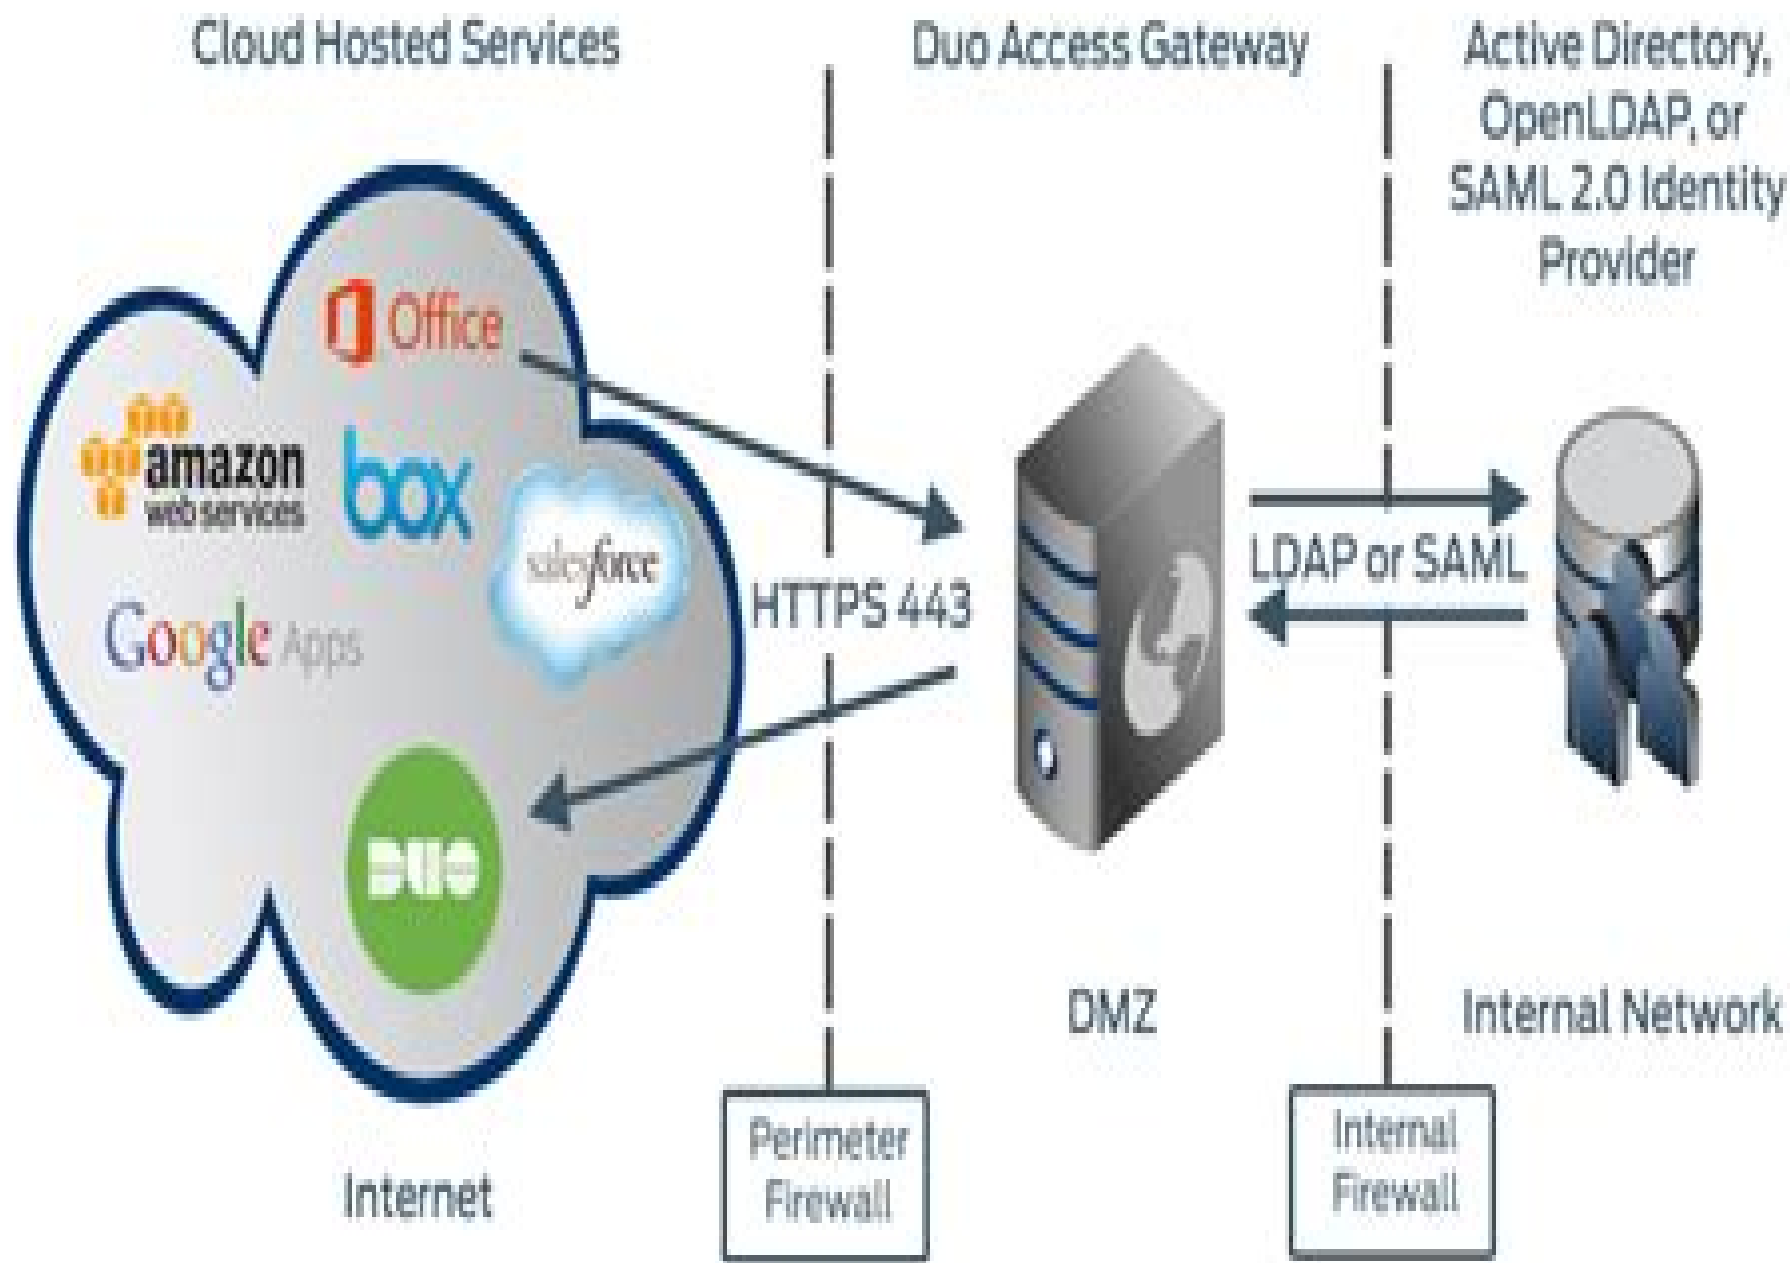 Cloud Hosted Services
Duo Access Gateway
Active Directory,
OpenLDAP, or
SAML 2.0 Identity
Provider
Office
amazon
web services
box
salesforce
Google Apps
HTTPS 443
LDAP or SAML
DUO
DMZ
Internal Network
Internet
Perimeter
Firewall
Internal
Firewall